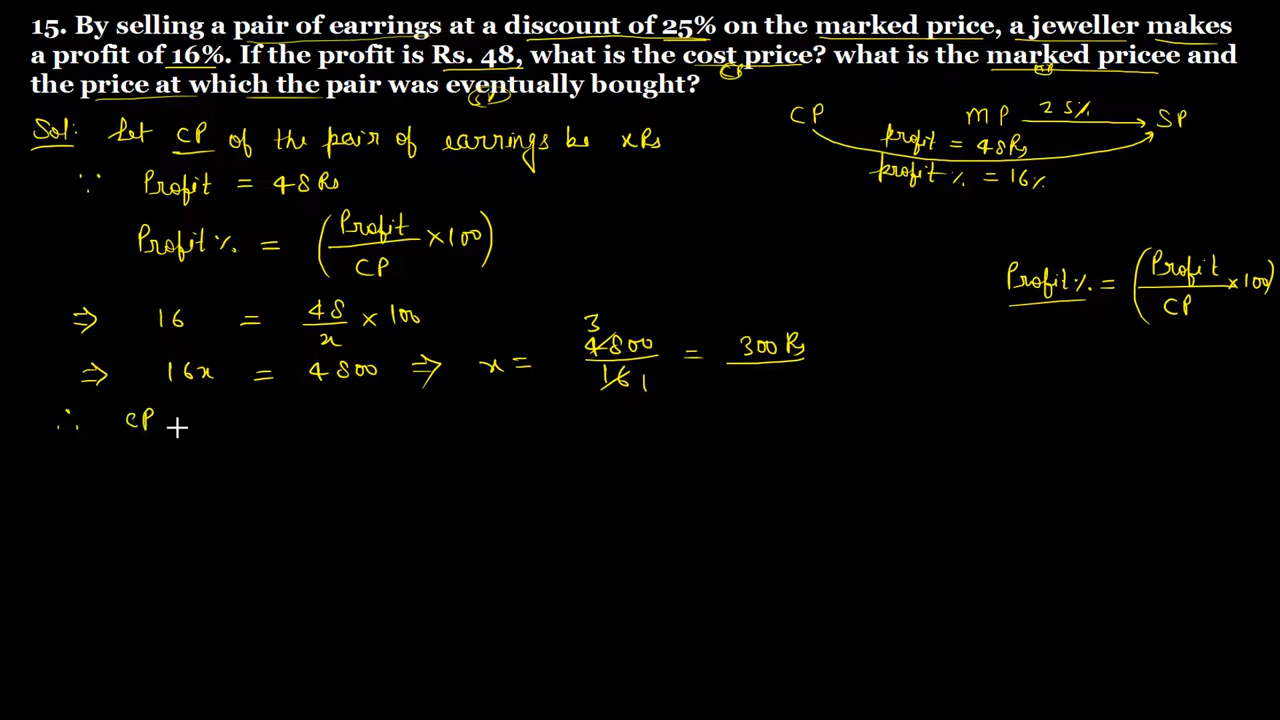 15. By selling a pair of earrings at a discount of 25% on the marked price, a jeweller makes
a profit of 16%. If the profit is Rs. 48, what is the cost price? what is the marked pricee and
the price at which the pair was eventually bought?
CP MP SP
Sol: Let CP of the pair of earrings be x Rs
∵ Profit = 48 Rs
Profit % = (Profit / CP × 100)
⇒ 16 = 48/x × 100
⇒ 16x = 4800 ⇒ x = 4800/16 = 300 Rs
3
1
∴ CP
CP MP 25% SP
profit = 48Rs
profit % = 16%
Profit % = (Profit / CP × 100)